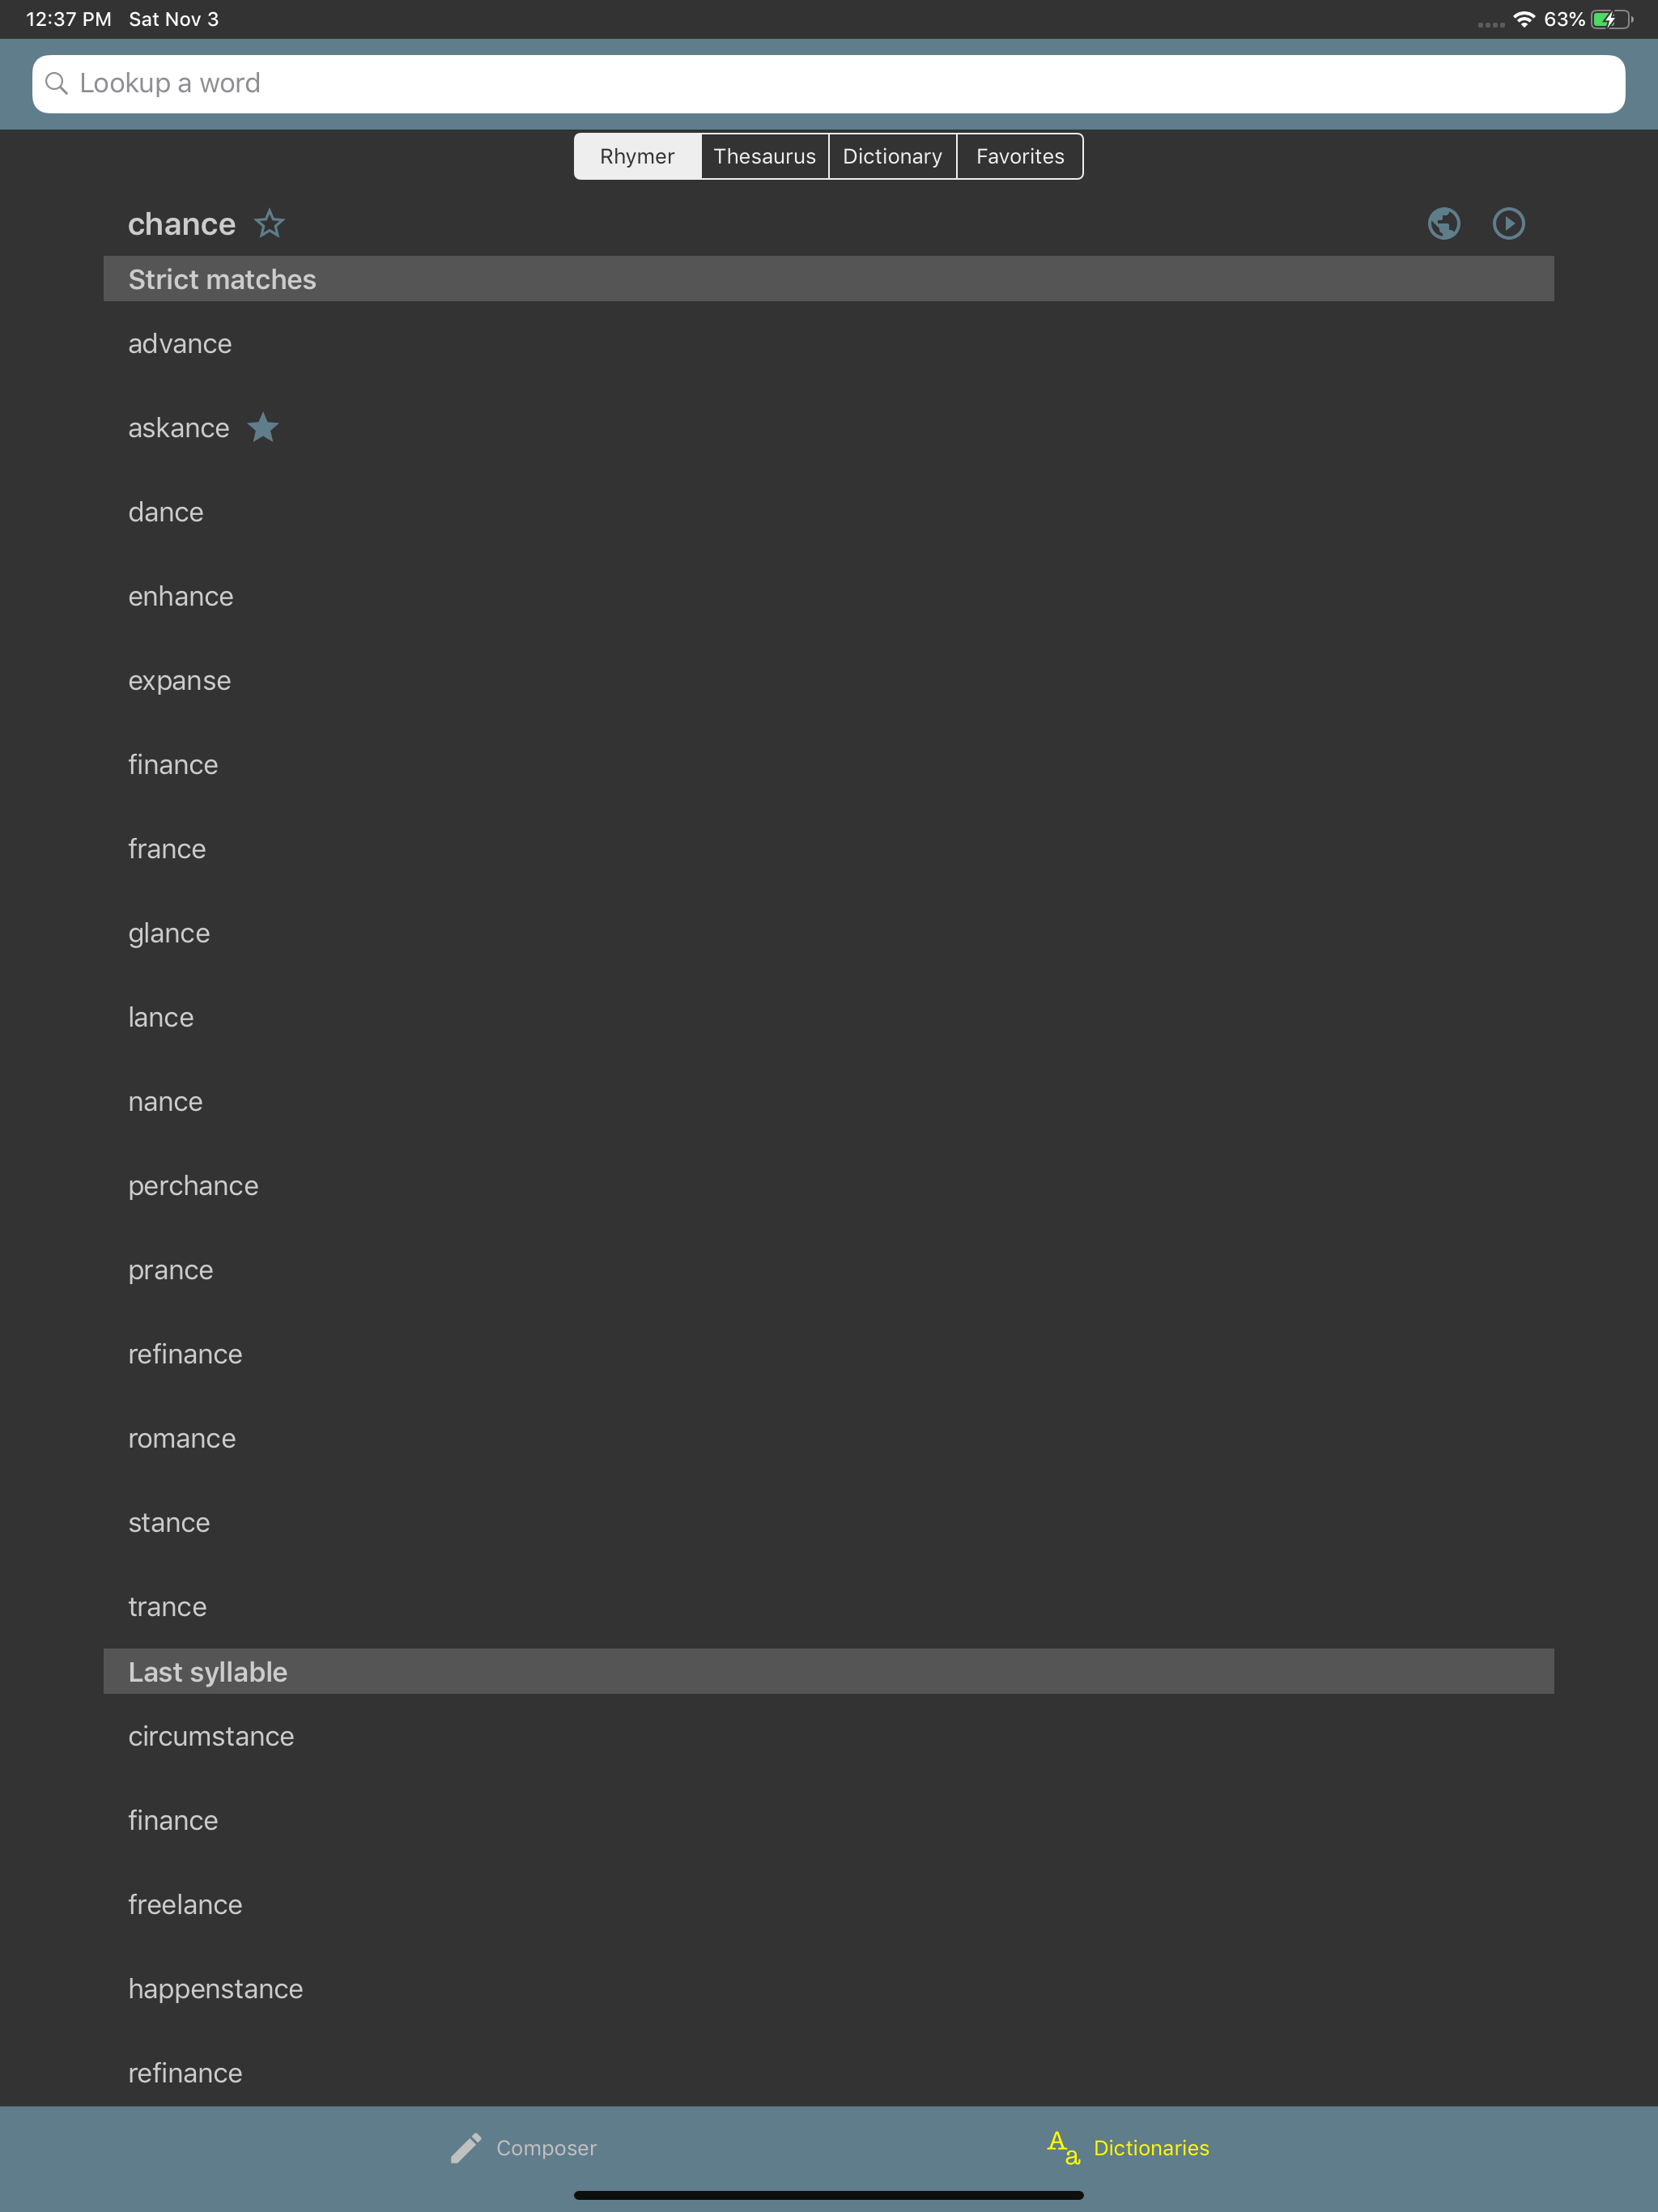 12:37 PM Sat Nov 3 63%
Lookup a word
Rhymer Thesaurus Dictionary Favorites
chance
Strict matches
advance
askance
dance
enhance
expanse
finance
france
glance
lance
nance
perchance
prance
refinance
romance
stance
trance
Last syllable
circumstance
finance
freelance
happenstance
refinance
Composer Aa Dictionaries